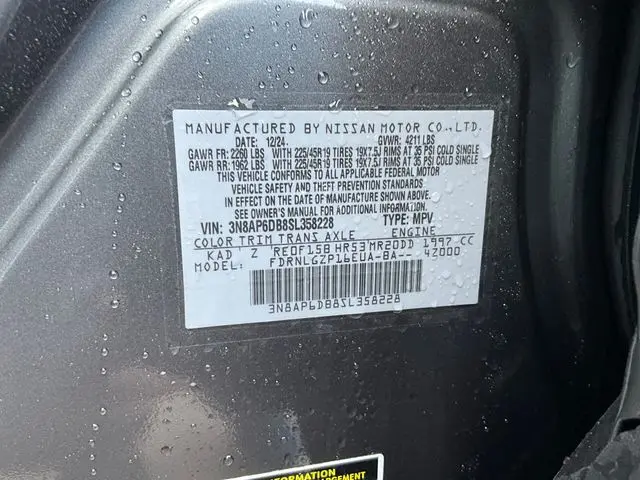 MANUFACTURED BY NISSAN MOTOR CO., LTD.
DATE: 12/24 GVWR: 4211 LBS
GAWR FR: 2260 LBS WITH 225/45R19 TIRES 19X7.5J RIMS AT 35 PSI COLD SINGLE
GAWR RR: 1962 LBS WITH 225/45R19 TIRES 19X7.5J RIMS AT 35 PSI COLD SINGLE
THIS VEHICLE CONFORMS TO ALL APPLICABLE FEDERAL MOTOR
VEHICLE SAFETY AND THEFT PREVENTION STANDARDS
IN EFFECT ON THE DATE OF MANUFACTURE SHOWN ABOVE.
SEE OWNER'S MANUAL FOR ADDITIONAL INFORMATION.
VIN: 3N8AP6DB8SL358228 TYPE: MPV
COLOR TRIM TRANS AXLE ENGINE
KAD Z RE0F15B HR53 MR20DD 1997 CC
MODEL: FDRNLGZP16EUA-BA-- 42000
3N8AP6DB8SL358228
INFORMATION